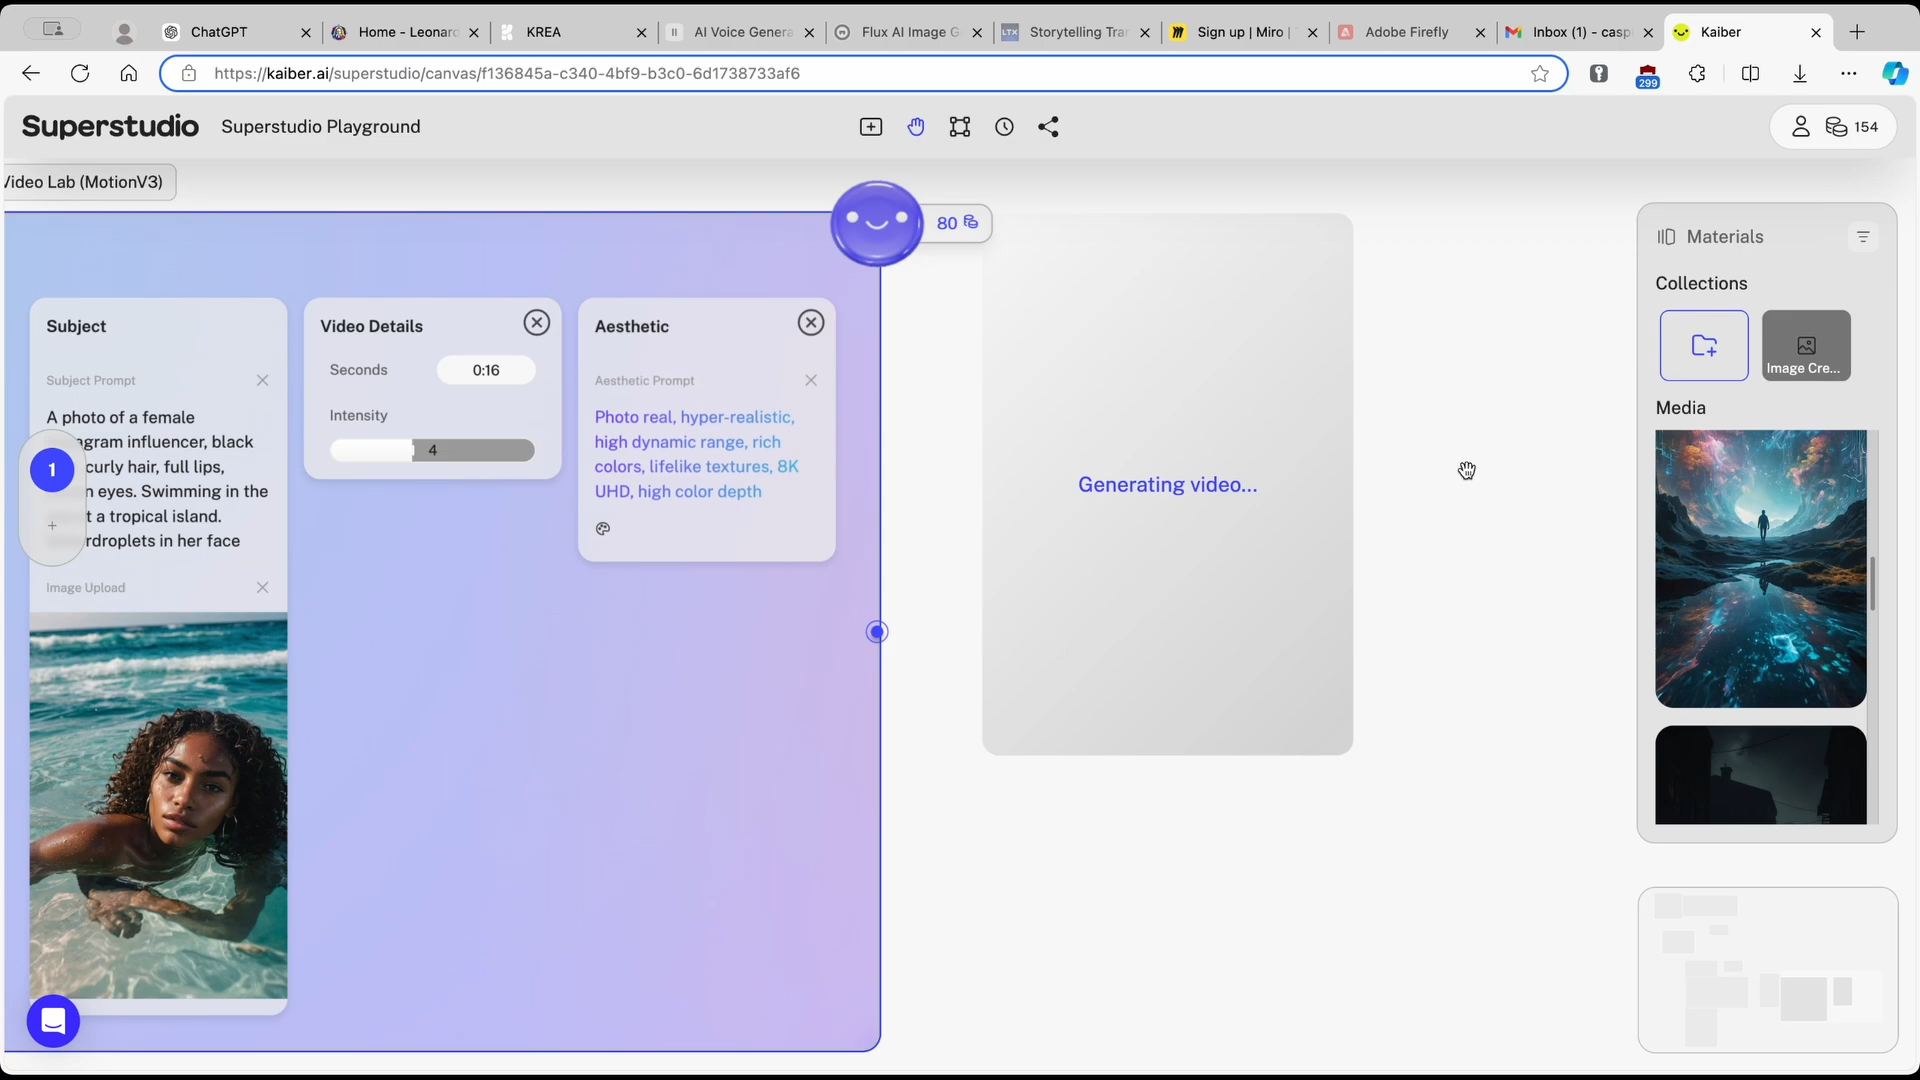 ChatGPT
Home - Leonard
KREA
AI Voice Genera
Flux AI Image G
LTX
Storytelling Tran
Sign up | Miro |
Adobe Firefly
Inbox (1) - casp
Kaiber
https://kaiber.ai/superstudio/canvas/f136845a-c340-4bf9-b3c0-6d1738733af6
299
Superstudio
Superstudio Playground
154
Video Lab (MotionV3)
80
Subject
Subject Prompt
A photo of a female
agram influencer, black
curly hair, full lips,
n eyes. Swimming in the
t a tropical island.
rdroplets in her face
1
+
Image Upload
Video Details
Seconds
0:16
Intensity
4
Aesthetic
Aesthetic Prompt
Photo real, hyper-realistic,
high dynamic range, rich
colors, lifelike textures, 8K
UHD, high color depth
Generating video...
Materials
Collections
Image Cre...
Media